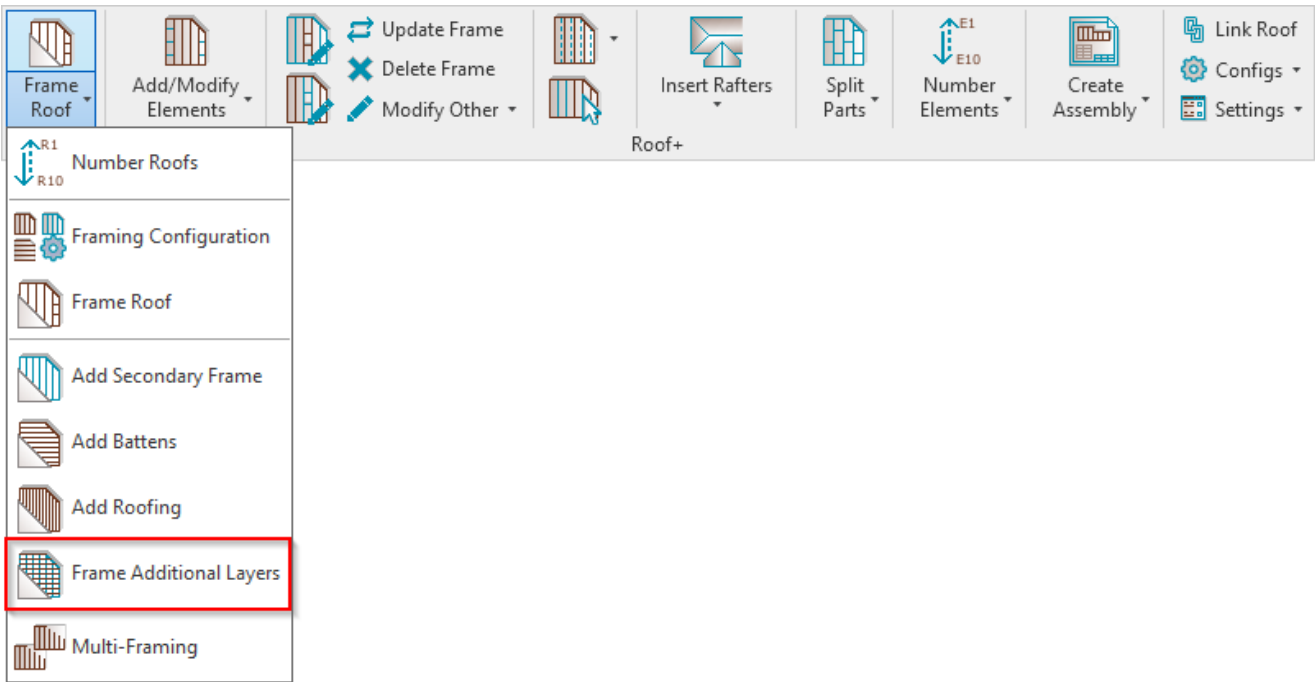 Frame
Roof
Add/Modify
Elements
Update Frame
Delete Frame
Modify Other
Insert Rafters
Split
Parts
E1
E10
Number
Elements
Create
Assembly
Link Roof
Configs
Settings
Roof+
R1
R10
Number Roofs
Framing Configuration
Frame Roof
Add Secondary Frame
Add Battens
Add Roofing
Frame Additional Layers
Multi-Framing